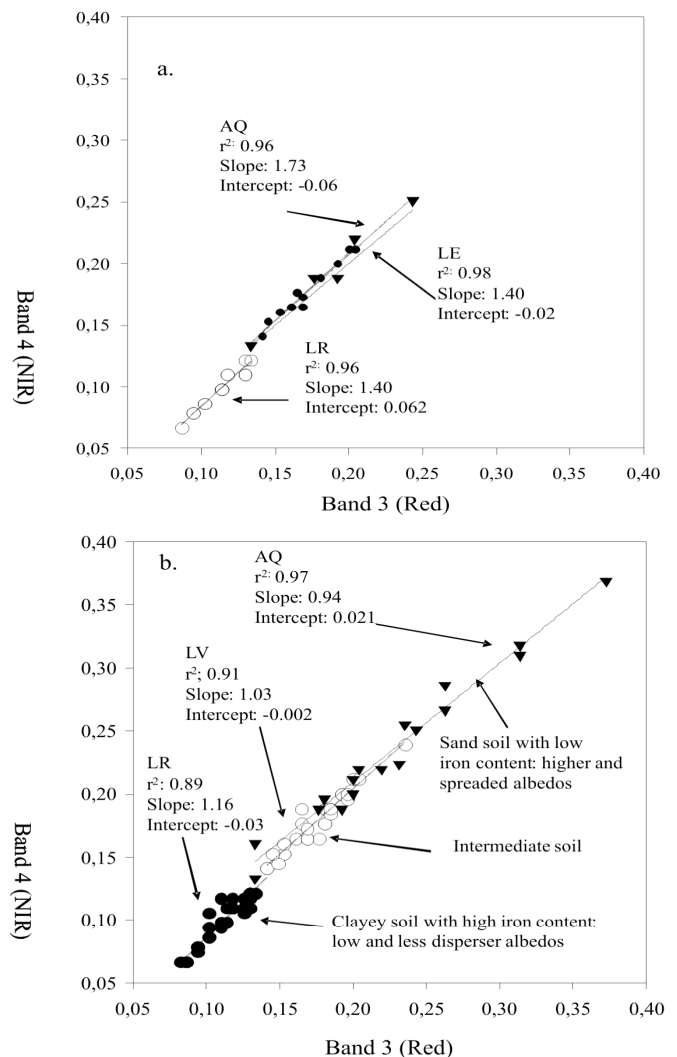 0,40
a.
0,35
AQ
r2: 0.96
Slope: 1.73
Intercept: -0.06
0,30
0,25
LE
r2: 0.98
Slope: 1.40
Intercept: -0.02
0,20
0,15
LR
r2: 0.96
Slope: 1.40
Intercept: 0.062
0,10
0,05
Band 4 (NIR)
0,05 0,10 0,15 0,20 0,25 0,30 0,35 0,40
Band 3 (Red)
0,40
b.
AQ
r2: 0.97
Slope: 0.94
Intercept: 0.021
0,35
LV
r2; 0.91
Slope: 1.03
Intercept: -0.002
0,30
0,25
Sand soil with low
iron content: higher and
spreaded albedos
LR
r2: 0.89
Slope: 1.16
Intercept: -0.03
0,20
Intermediate soil
0,15
0,10
Clayey soil with high iron content:
low and less disperser albedos
0,05
Band 4 (NIR)
0,05 0,10 0,15 0,20 0,25 0,30 0,35 0,40
Band 3 (Red)